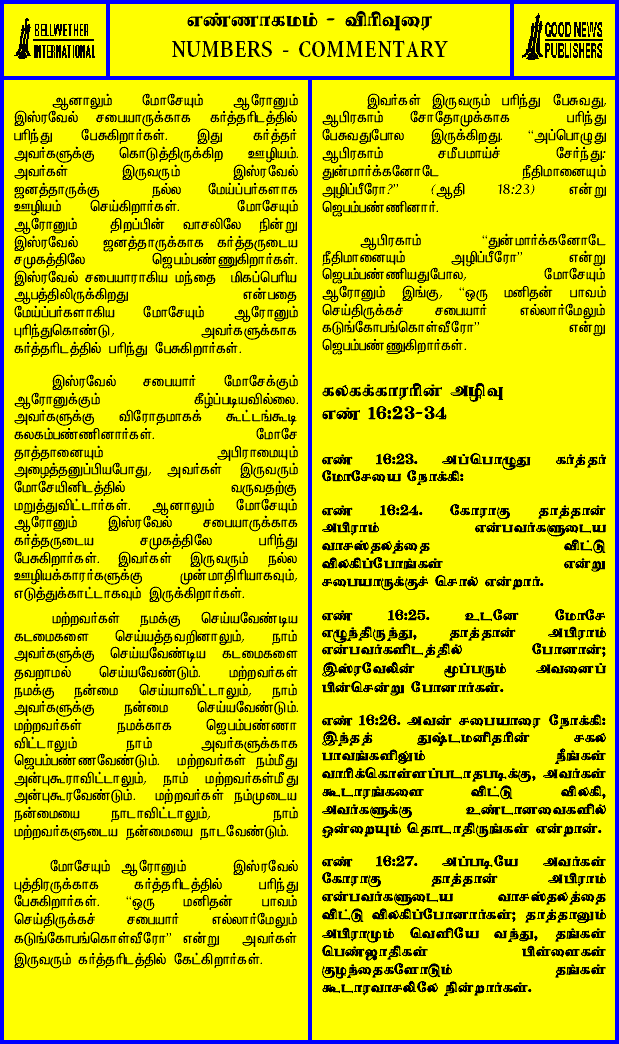 BELLWETHER
INTERNATIONAL
எண்ணாகமம் - விரிவுரை
NUMBERS - COMMENTARY
GOOD NEWS
PUBLISHERS
ஆனாலும் மோசேயும் ஆரோனும்
இஸ்ரவேல் சபையாருக்காக கர்த்தரிடத்தில்
பரிந்து பேசுகிறார்கள். இது கர்த்தர்
அவர்களுக்கு கொடுத்திருக்கிற ஊழியம்.
அவர்கள் இருவரும் இஸ்ரவேல்
ஜனத்தாருக்கு நல்ல மேய்ப்பர்களாக
ஊழியம் செய்கிறார்கள். மோசேயும்
ஆரோனும் திறப்பின் வாசலிலே நின்று
இஸ்ரவேல் ஜனத்தாருக்காக கர்த்தருடைய
சமுகத்திலே ஜெபம்பண்ணுகிறார்கள்.
இஸ்ரவேல் சபையாராகிய மந்தை மிகப்பெரிய
ஆபத்திலிருக்கிறது என்பதை
மேய்ப்பர்களாகிய மோசேயும் ஆரோனும்
புரிந்துகொண்டு, அவர்களுக்காக
கர்த்தரிடத்தில் பரிந்து பேசுகிறார்கள்.
இஸ்ரவேல் சபையார் மோசேக்கும்
ஆரோனுக்கும் கீழ்ப்படியவில்லை.
அவர்களுக்கு விரோதமாகக் கூட்டங்கூடி
கலகம்பண்ணினார்கள். மோசே
தாத்தானையும் அபிராமையும்
அழைத்தனுப்பியபோது, அவர்கள் இருவரும்
மோசேயினிடத்தில் வருவதற்கு
மறுத்துவிட்டார்கள். ஆனாலும் மோசேயும்
ஆரோனும் இஸ்ரவேல் சபையாருக்காக
கர்த்தருடைய சமுகத்திலே பரிந்து
பேசுகிறார்கள். இவர்கள் இருவரும் நல்ல
ஊழியக்காரர்களுக்கு முன்மாதிரியாகவும்,
எடுத்துக்காட்டாகவும் இருக்கிறார்கள்.
மற்றவர்கள் நமக்கு செய்யவேண்டிய
கடமைகளை செய்யத்தவறினாலும், நாம்
அவர்களுக்கு செய்யவேண்டிய கடமைகளை
தவறாமல் செய்யவேண்டும். மற்றவர்கள்
நமக்கு நன்மை செய்யாவிட்டாலும், நாம்
அவர்களுக்கு நன்மை செய்யவேண்டும்.
மற்றவர்கள் நமக்காக ஜெபம்பண்ணா
விட்டாலும் நாம் அவர்களுக்காக
ஜெபம்பண்ணவேண்டும். மற்றவர்கள் நம்மீது
அன்புகூராவிட்டாலும், நாம் மற்றவர்கள்மீது
அன்புகூரவேண்டும். மற்றவர்கள் நம்முடைய
நன்மையை நாடாவிட்டாலும், நாம்
மற்றவர்களுடைய நன்மையை நாடவேண்டும்.
மோசேயும் ஆரோனும் இஸ்ரவேல்
புத்திரருக்காக கர்த்தரிடத்தில் பரிந்து
பேசுகிறார்கள். "ஒரு மனிதன் பாவம்
செய்திருக்கச் சபையார் எல்லார்மேலும்
கடுங்கோபங்கொள்வீரோ" என்று அவர்கள்
இருவரும் கர்த்தரிடத்தில் கேட்கிறார்கள்.
இவர்கள் இருவரும் பரிந்து பேசுவது,
ஆபிரகாம் சோதோமுக்காக பரிந்து
பேசுவதுபோல இருக்கிறது. "அப்பொழுது
ஆபிரகாம் சமீபமாய்ச் சேர்ந்து:
துன்மார்க்கனோடே நீதிமானையும்
அழிப்பீரோ?" (ஆதி 18:23) என்று
ஜெபம்பண்ணினார்.
ஆபிரகாம் "துன்மார்க்கனோடே
நீதிமானையும் அழிப்பீரோ" என்று
ஜெபம்பண்ணியதுபோல, மோசேயும்
ஆரோனும் இங்கு, "ஒரு மனிதன் பாவம்
செய்திருக்கச் சபையார் எல்லார்மேலும்
கடுங்கோபங்கொள்வீரோ" என்று
ஜெபம்பண்ணுகிறார்கள்.
கலகக்காரரின் அழிவு
எண் 16:23-34
எண் 16:23. அப்பொழுது கர்த்தர்
மோசேயை நோக்கி:
எண் 16:24. கோராகு தாத்தான்
அபிராம் என்பவர்களுடைய
வாசஸ்தலத்தை விட்டு
விலகிப்போங்கள் என்று
சபையாருக்குச் சொல் என்றார்.
எண் 16:25. உடனே மோசே
எழுந்திருந்து, தாத்தான் அபிராம்
என்பவர்களிடத்தில் போனான்;
இஸ்ரவேலின் மூப்பரும் அவனைப்
பின்சென்று போனார்கள்.
எண் 16:26. அவன் சபையாரை நோக்கி:
இந்தத் துஷ்டமனிதரின் சகல
பாவங்களிலும் நீங்கள்
வாரிக்கொள்ளப்படாதபடிக்கு, அவர்கள்
கூடாரங்களை விட்டு விலகி,
அவர்களுக்கு உண்டானவைகளில்
ஒன்றையும் தொடாதிருங்கள் என்றான்.
எண் 16:27. அப்படியே அவர்கள்
கோராகு தாத்தான் அபிராம்
என்பவர்களுடைய வாசஸ்தலத்தை
விட்டு விலகிப்போனார்கள்; தாத்தானும்
அபிராமும் வெளியே வந்து, தங்கள்
பெண்ஜாதிகள் பிள்ளைகள்
குழந்தைகளோடும் தங்கள்
கூடாரவாசலிலே நின்றார்கள்.